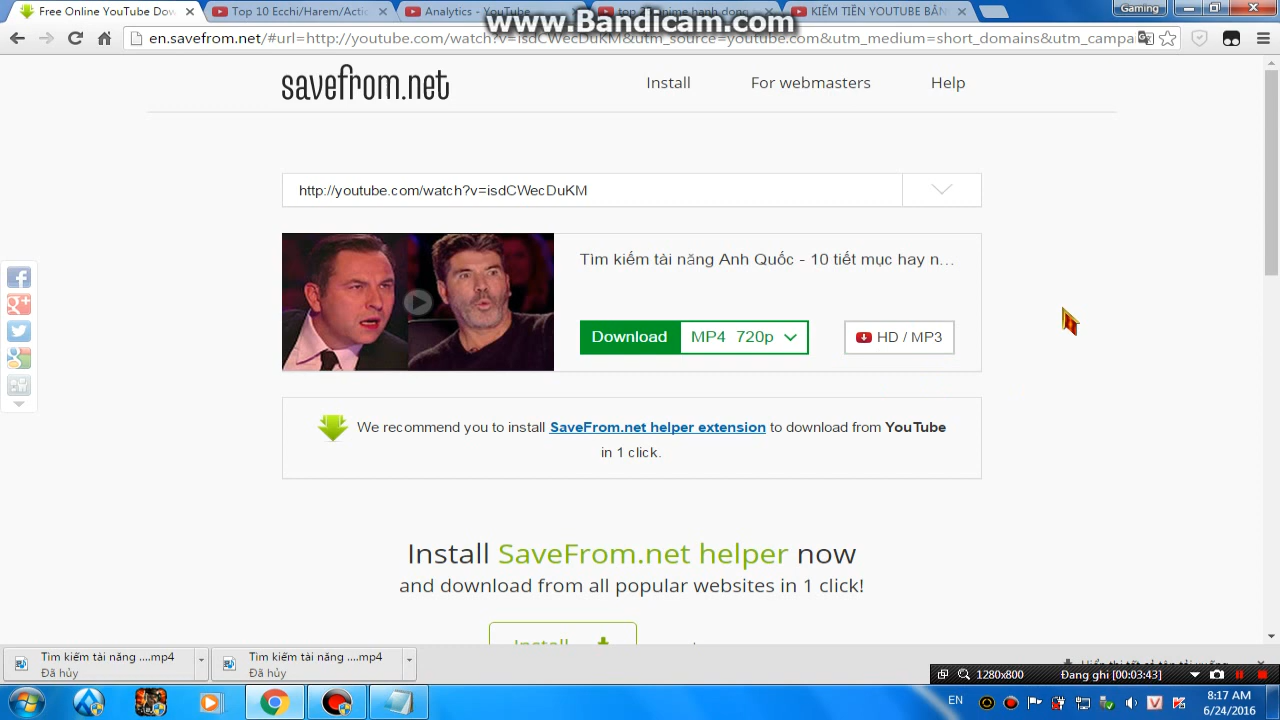 www.Bandicam.com
Free Online YouTube Dow
Top 10 Ecchi/Harem/Actio
Analytics - YouTube
KIẾM TIỀN YOUTUBE BẰN
Gaming
en.savefrom.net/#url=http://youtube.com/watch?v=isdCWecDuKM&utm_source=youtube.com&utm_medium=short_domains&utm_campa
savefrom.net
Install
For webmasters
Help
http://youtube.com/watch?v=isdCWecDuKM
Tìm kiếm tài năng Anh Quốc - 10 tiết mục hay n...
Download
MP4 720p
HD / MP3
We recommend you to install SaveFrom.net helper extension to download from YouTube
in 1 click.
Install SaveFrom.net helper now
and download from all popular websites in 1 click!
Install
Tìm kiếm tài năng ....mp4
Đã hủy
Tìm kiếm tài năng ....mp4
Đã hủy
1280x800
Đang ghi [00:03:43]
EN
8:17 AM
6/24/2016